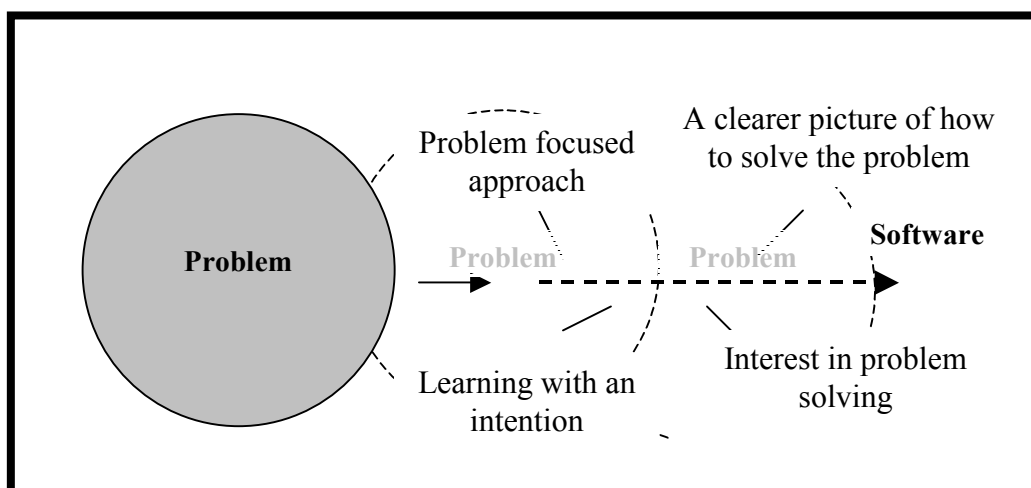 Problem
Problem focused
approach
Problem
Learning with an
intention
A clearer picture of how
to solve the problem
Problem
Software
Interest in problem
solving